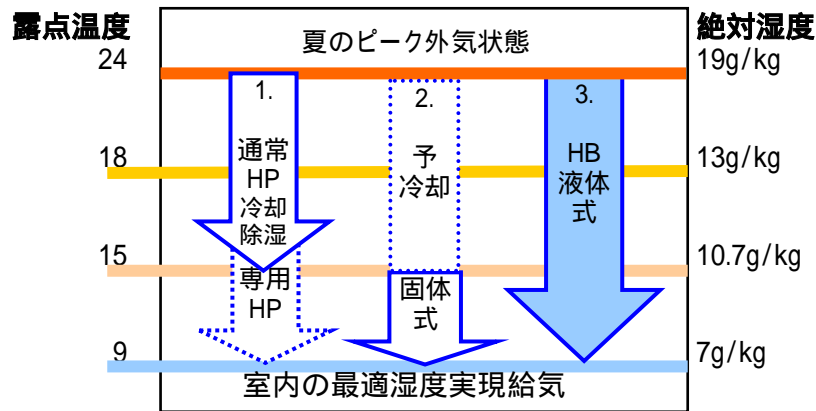 露点温度
絶対湿度
夏のピーク外気状態
24
19g/kg
1.
2.
3.
通常
HP
冷却
除湿
予
冷却
HB
液体
式
18
13g/kg
15
10.7g/kg
専用
HP
固体
式
9
7g/kg
室内の最適湿度実現給気